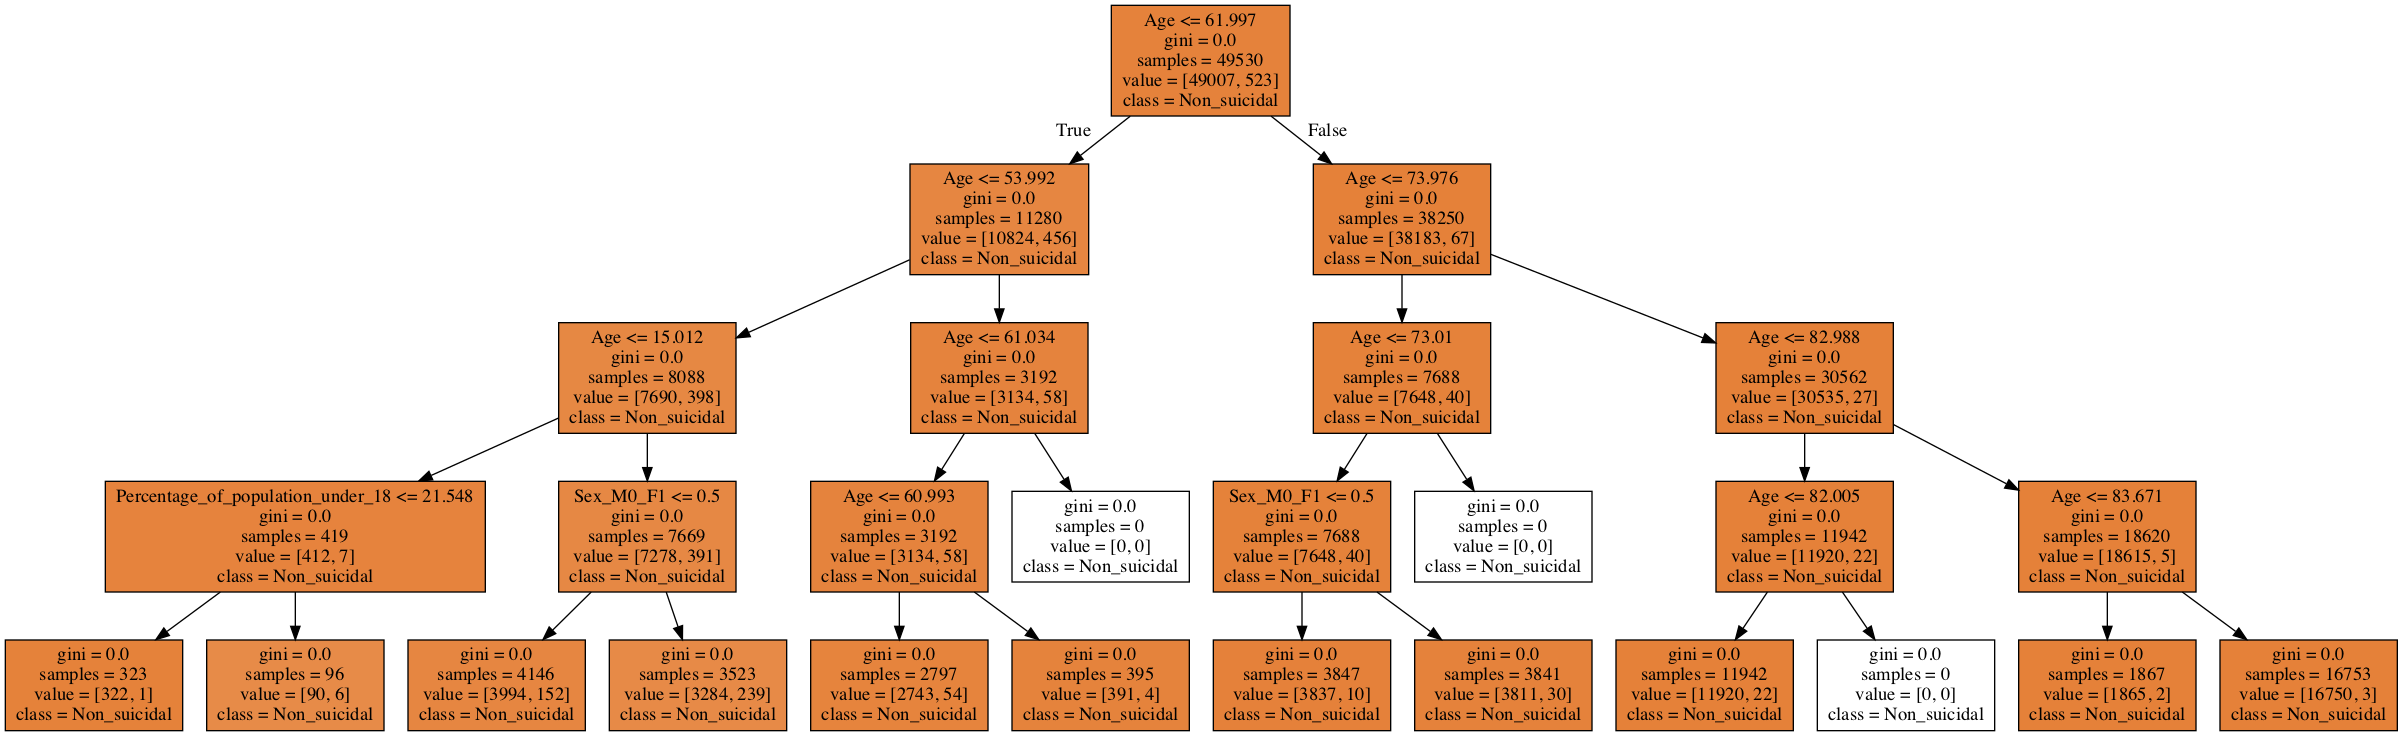 Age <= 61.997
gini = 0.0
samples = 49530
value = [49007, 523]
class = Non_suicidal
True
False
Age <= 53.992
gini = 0.0
samples = 11280
value = [10824, 456]
class = Non_suicidal
Age <= 73.976
gini = 0.0
samples = 38250
value = [38183, 67]
class = Non_suicidal
Age <= 15.012
gini = 0.0
samples = 8088
value = [7690, 398]
class = Non_suicidal
Age <= 61.034
gini = 0.0
samples = 3192
value = [3134, 58]
class = Non_suicidal
Age <= 73.01
gini = 0.0
samples = 7688
value = [7648, 40]
class = Non_suicidal
Age <= 82.988
gini = 0.0
samples = 30562
value = [30535, 27]
class = Non_suicidal
Percentage_of_population_under_18 <= 21.548
gini = 0.0
samples = 419
value = [412, 7]
class = Non_suicidal
Sex_M0_F1 <= 0.5
gini = 0.0
samples = 7669
value = [7278, 391]
class = Non_suicidal
Age <= 60.993
gini = 0.0
samples = 3192
value = [3134, 58]
class = Non_suicidal
gini = 0.0
samples = 0
value = [0, 0]
class = Non_suicidal
Sex_M0_F1 <= 0.5
gini = 0.0
samples = 7688
value = [7648, 40]
class = Non_suicidal
gini = 0.0
samples = 0
value = [0, 0]
class = Non_suicidal
Age <= 82.005
gini = 0.0
samples = 11942
value = [11920, 22]
class = Non_suicidal
Age <= 83.671
gini = 0.0
samples = 18620
value = [18615, 5]
class = Non_suicidal
gini = 0.0
samples = 323
value = [322, 1]
class = Non_suicidal
gini = 0.0
samples = 96
value = [90, 6]
class = Non_suicidal
gini = 0.0
samples = 4146
value = [3994, 152]
class = Non_suicidal
gini = 0.0
samples = 3523
value = [3284, 239]
class = Non_suicidal
gini = 0.0
samples = 2797
value = [2743, 54]
class = Non_suicidal
gini = 0.0
samples = 395
value = [391, 4]
class = Non_suicidal
gini = 0.0
samples = 3847
value = [3837, 10]
class = Non_suicidal
gini = 0.0
samples = 3841
value = [3811, 30]
class = Non_suicidal
gini = 0.0
samples = 11942
value = [11920, 22]
class = Non_suicidal
gini = 0.0
samples = 0
value = [0, 0]
class = Non_suicidal
gini = 0.0
samples = 1867
value = [1865, 2]
class = Non_suicidal
gini = 0.0
samples = 16753
value = [16750, 3]
class = Non_suicidal